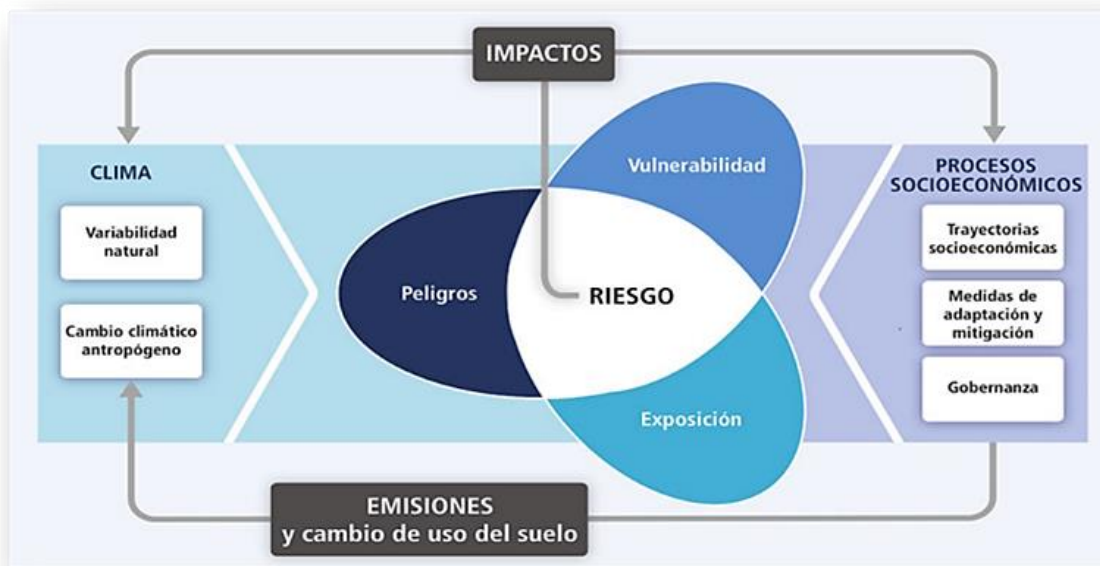 IMPACTOS
CLIMA
Variabilidad
natural
Cambio climático
antropógeno
Vulnerabilidad
Peligros
RIESGO
Exposición
PROCESOS
SOCIOECONÓMICOS
Trayectorias
socioeconómicas
Medidas de
adaptación y
mitigación
Gobernanza
EMISIONES
y cambio de uso del suelo